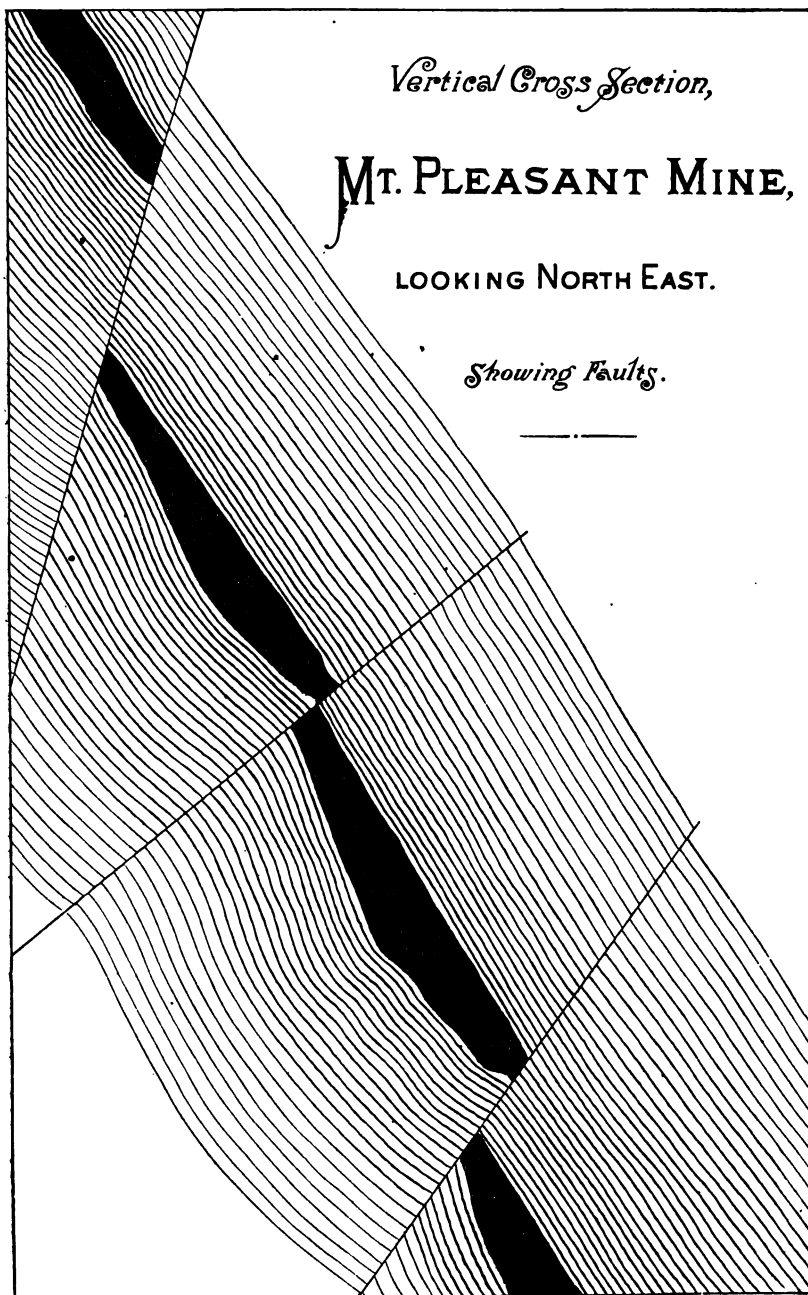 Vertical Cross Section,
Mt. Pleasant Mine,
LOOKING NORTH EAST.
Showing Faults.